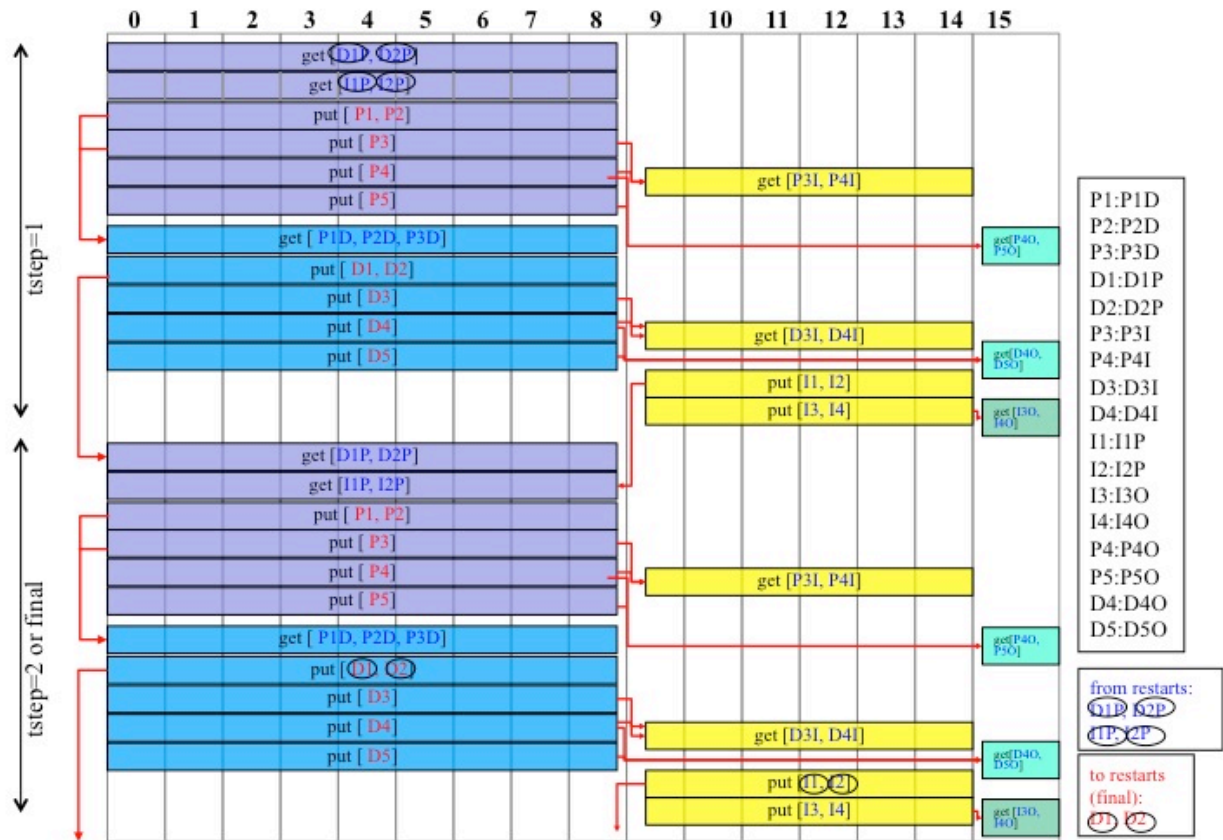 0 1 2 3 4 5 6 7 8 9 10 11 12 13 14 15
tstep=1
get [D1P, D2P]
get [I1P, I2P]
put [ P1, P2]
put [ P3]
put [ P4]
get [P3I, P4I]
put [ P5]
get [ P1D, P2D, P3D]
get[P4O,
P5O]
put [ D1, D2]
put [ D3]
put [ D4]
get [D3I, D4I]
put [ D5]
get[D4O,
D5O]
put [I1, I2]
put [I3, I4]
get [I3O,
I4O]
tstep=2 or final
get [D1P, D2P]
get [I1P, I2P]
put [ P1, P2]
put [ P3]
put [ P4]
get [P3I, P4I]
put [ P5]
get [ P1D, P2D, P3D]
get[P4O,
P5O]
put [ D1, D2]
put [ D3]
put [ D4]
get [D3I, D4I]
put [ D5]
get[D4O,
D5O]
put [I1, I2]
put [I3, I4]
get [I3O,
I4O]
P1:P1D
P2:P2D
P3:P3D
D1:D1P
D2:D2P
P3:P3I
P4:P4I
D3:D3I
D4:D4I
I1:I1P
I2:I2P
I3:I3O
I4:I4O
P4:P4O
P5:P5O
D4:D4O
D5:D5O
from restarts:
D1P, D2P
I1P, I2P
to restarts
(final):
D1, D2